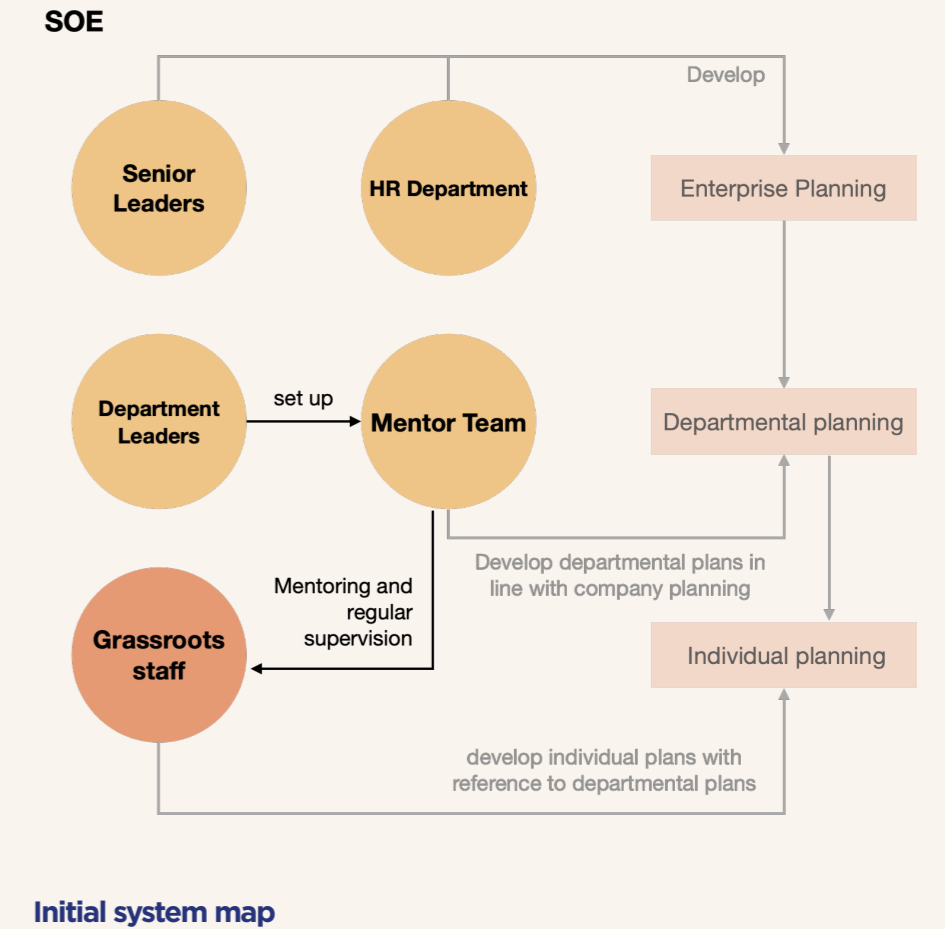 SOE
Develop
Senior
Leaders
HR Department
Enterprise Planning
Department
Leaders
set up
Mentor Team
Departmental planning
Develop departmental plans in
line with company planning
Mentoring and
regular
supervision
Grassroots
staff
Individual planning
develop individual plans with
reference to departmental plans
Initial system map